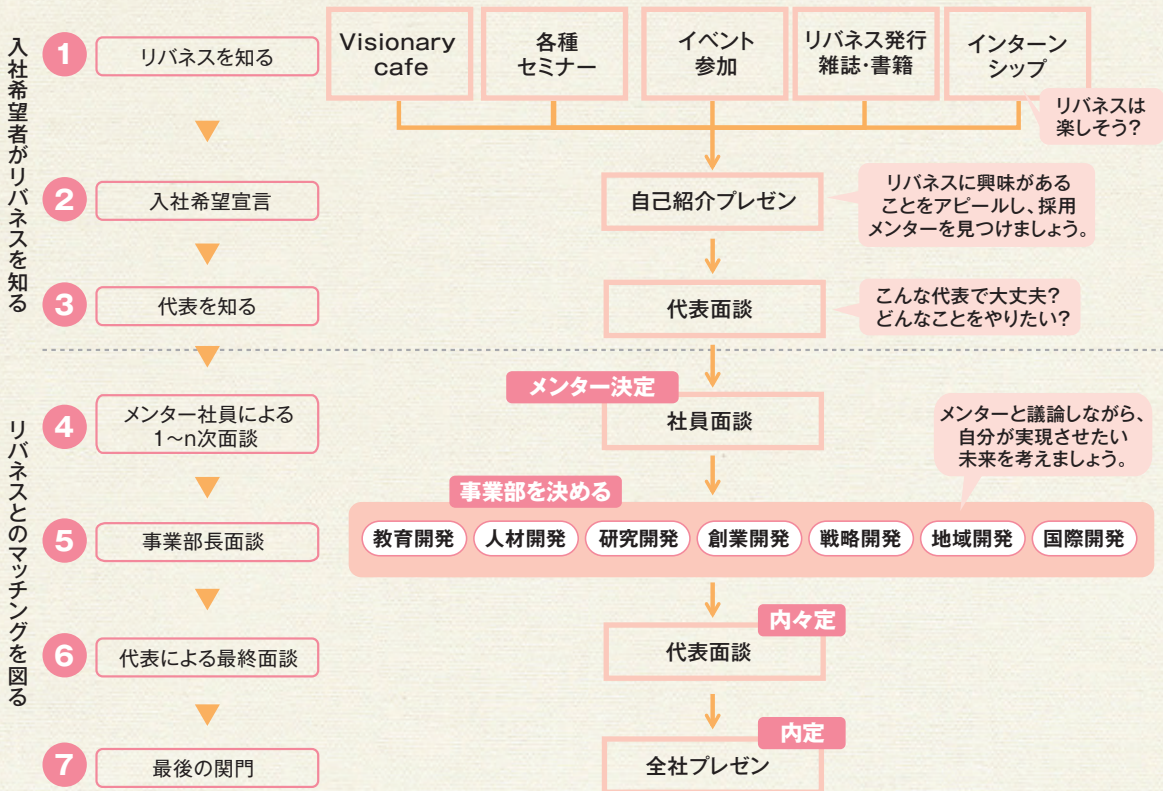 入社希望者がリバネスを知る
1
リバネスを知る
Visionary
cafe
各種
セミナー
イベント
参加
リバネス発行
雑誌・書籍
インターン
シップ
リバネスは
楽しそう?
2
入社希望宣言
自己紹介プレゼン
リバネスに興味がある
ことをアピールし、採用
メンターを見つけましょう。
3
代表を知る
代表面談
こんな代表で大丈夫?
どんなことをやりたい?
リバネスとのマッチングを図る
4
メンター社員による
1~n次面談
メンター決定
社員面談
メンターと議論しながら、
自分が実現させたい
未来を考えましょう。
5
事業部長面談
事業部を決める
教育開発
人材開発
研究開発
創業開発
戦略開発
地域開発
国際開発
6
代表による最終面談
内々定
代表面談
7
最後の関門
内定
全社プレゼン